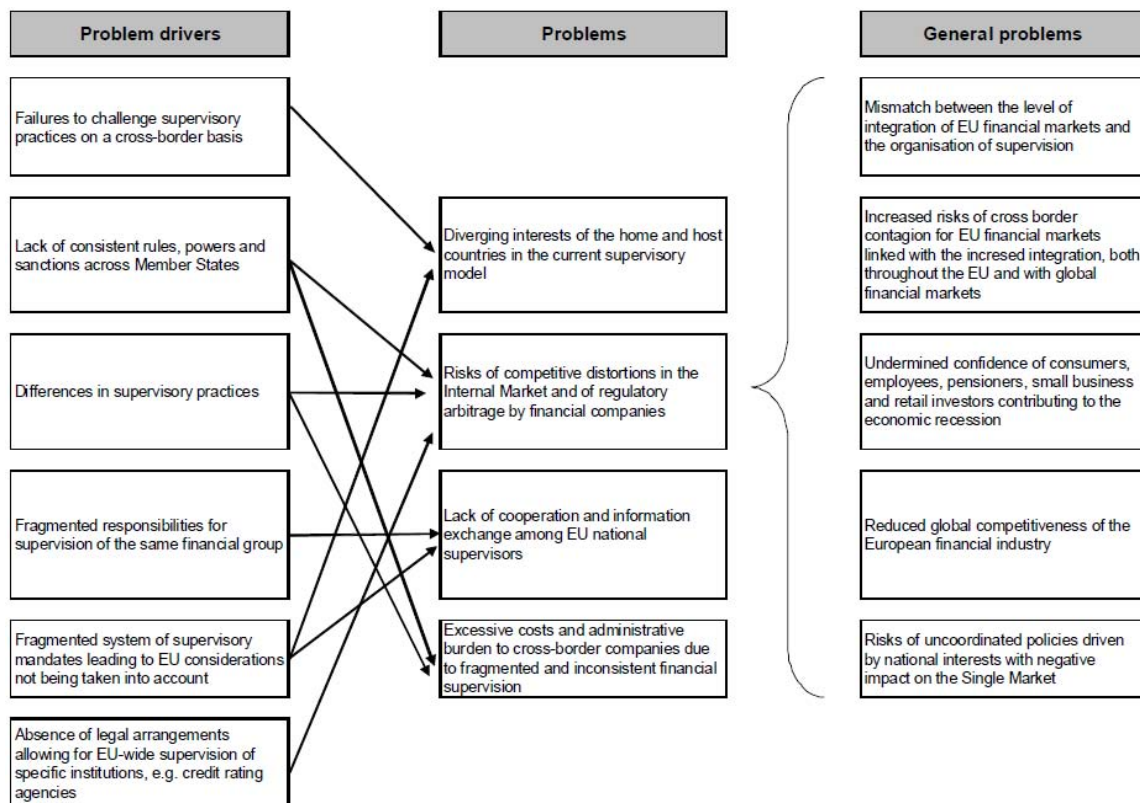 Problem drivers
Problems
General problems
Failures to challenge supervisory
practices on a cross-border basis
Lack of consistent rules, powers and
sanctions across Member States
Differences in supervisory practices
Fragmented responsibilities for
supervision of the same financial group
Fragmented system of supervisory
mandates leading to EU considerations
not being taken into account
Absence of legal arrangements
allowing for EU-wide supervision of
specific institutions, e.g. credit rating
agencies
Diverging interests of the home and host
countries in the current supervisory
model
Risks of competitive distortions in the
Internal Market and of regulatory
arbitrage by financial companies
Lack of cooperation and information
exchange among EU national
supervisors
Excessive costs and administrative
burden to cross-border companies due
to fragmented and inconsistent financial
supervision
Mismatch between the level of
integration of EU financial markets and
the organisation of supervision
Increased risks of cross border
contagion for EU financial markets
linked with the incresed integration, both
throughout the EU and with global
financial markets
Undermined confidence of consumers,
employees, pensioners, small business
and retail investors contributing to the
economic recession
Reduced global competitiveness of the
European financial industry
Risks of uncoordinated policies driven
by national interests with negative
impact on the Single Market